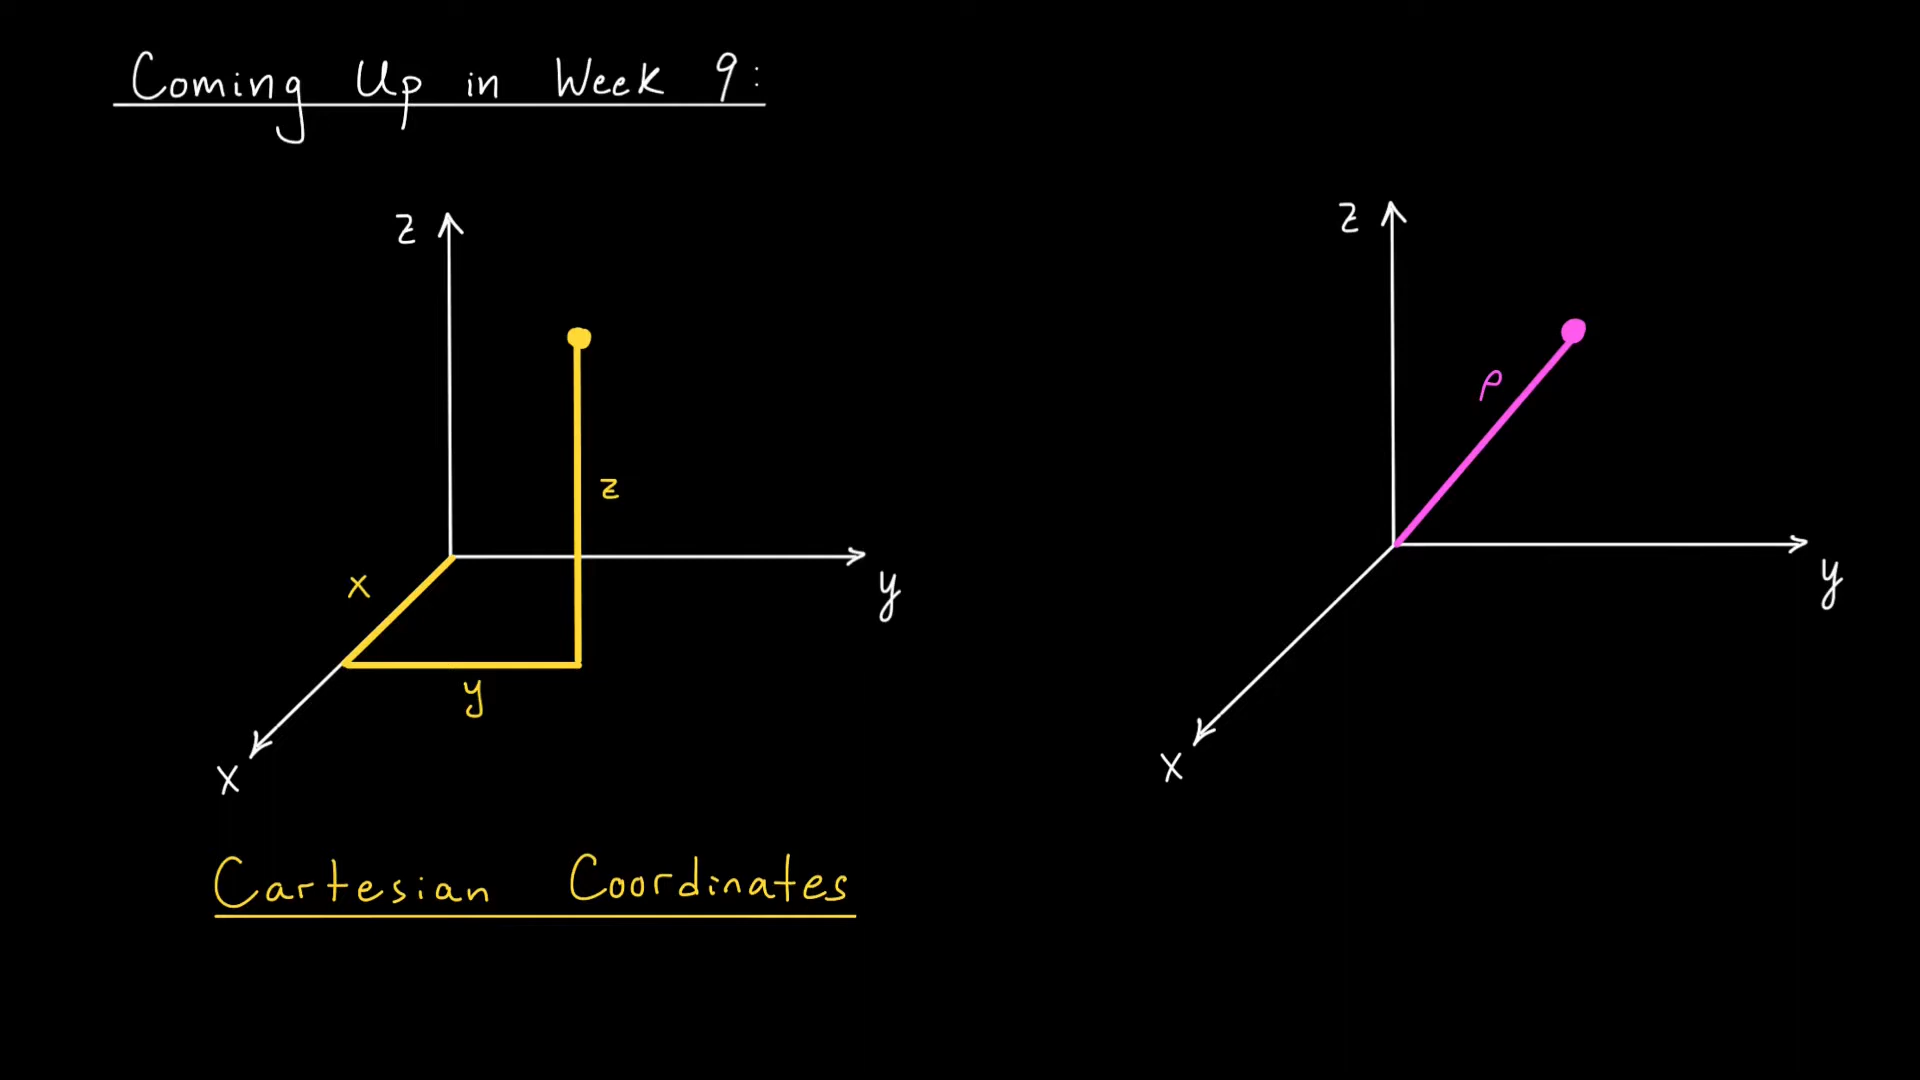 Coming Up in Week 9:
z
z
ρ
z
x
y
y
y
x
x
Cartesian Coordinates